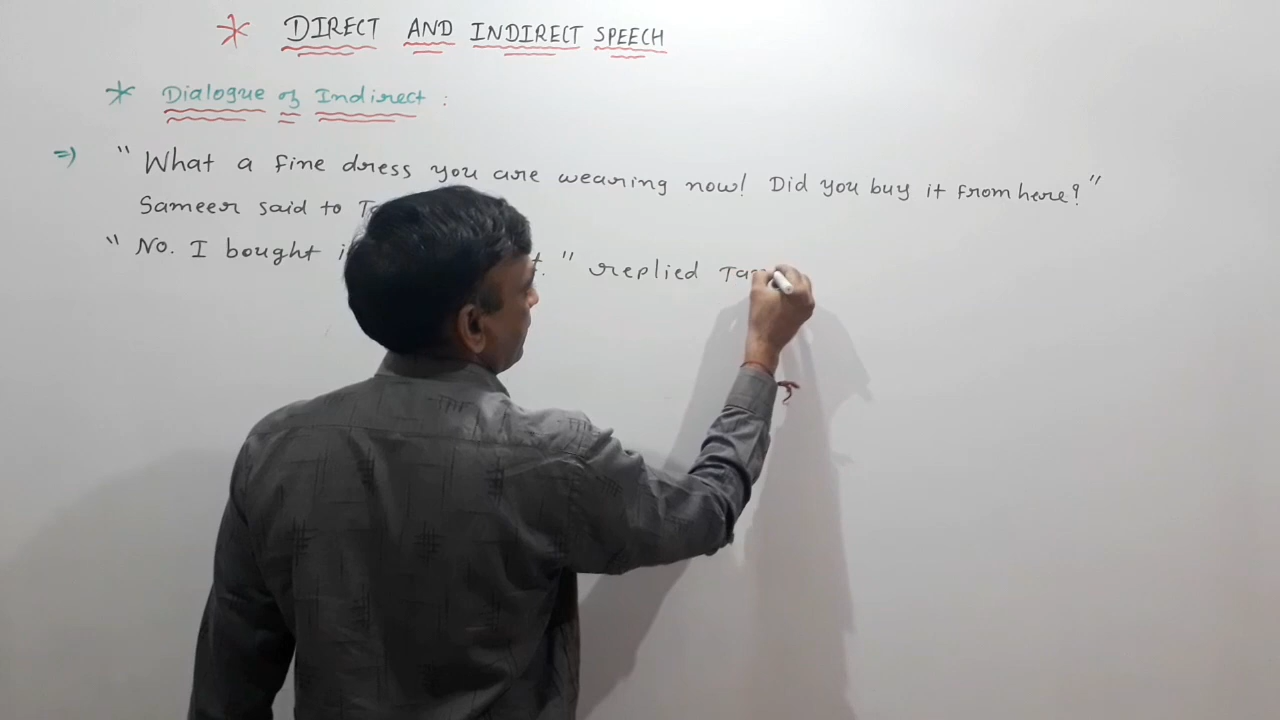 * DIRECT AND INDIRECT SPEECH
* Dialogue of Indirect :
⇒ "What a fine dress you are wearing now! Did you buy it from here?"
Sameer said to
"No. I bought " replied